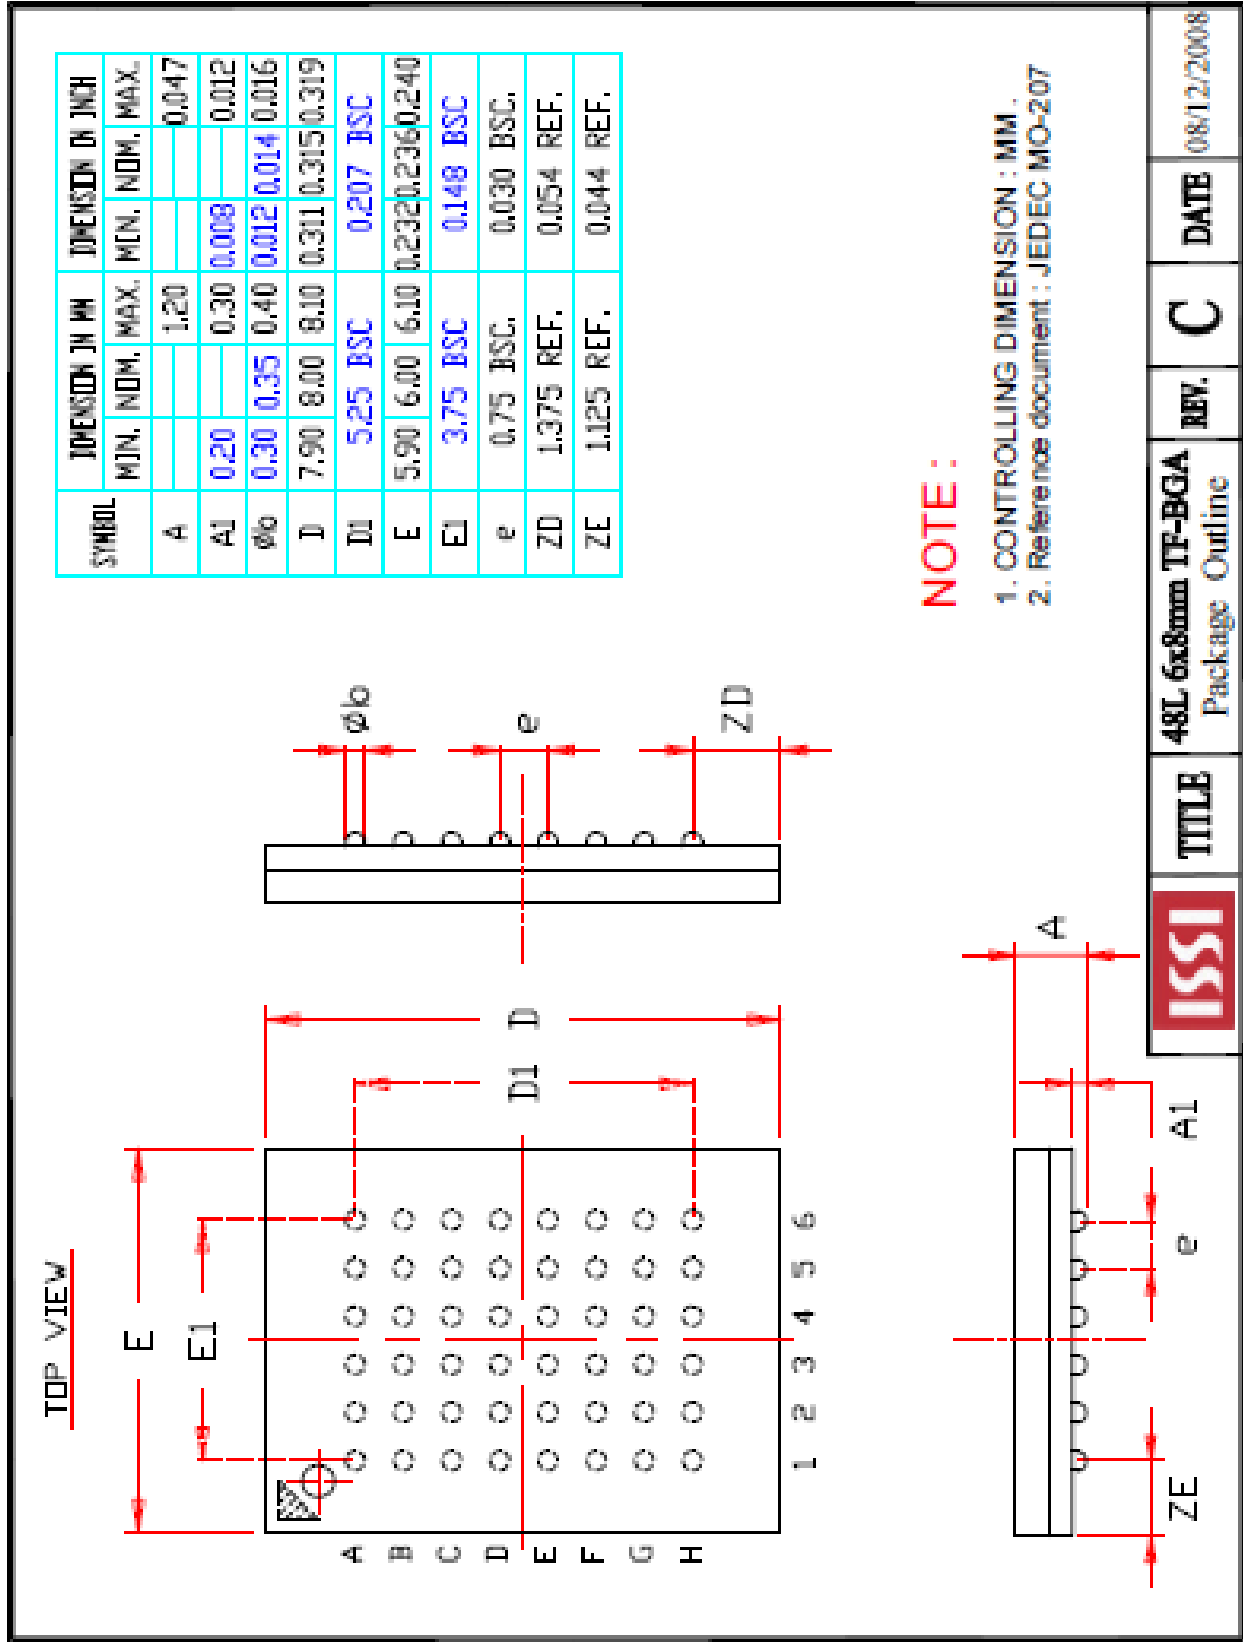 TOP VIEW
E
E1
A
B
C
D
E
F
G
H
1 2 3 4 5 6
D1
D
Øb
e
ZD
ZE
e
A1
A
SYMBOL DIMENSION IN MM DIMENSION IN INCH
MIN. NOM. MAX. MIN. NOM. MAX.
A 1.20 0.047
A1 0.20 0.30 0.008 0.012
Øb 0.30 0.35 0.40 0.012 0.014 0.016
D 7.90 8.00 8.10 0.311 0.315 0.319
D1 5.25 BSC 0.207 BSC
E 5.90 6.00 6.10 0.232 0.236 0.240
E1 3.75 BSC 0.148 BSC
e 0.75 BSC. 0.030 BSC.
ZD 1.375 REF. 0.054 REF.
ZE 1.125 REF. 0.044 REF.
NOTE :
1. CONTROLLING DIMENSION : MM .
2. Reference document : JEDEC MO-207
ISSI TITLE 48L 6x8mm TF-BGA REV. C DATE 08/12/2008
Package Outline